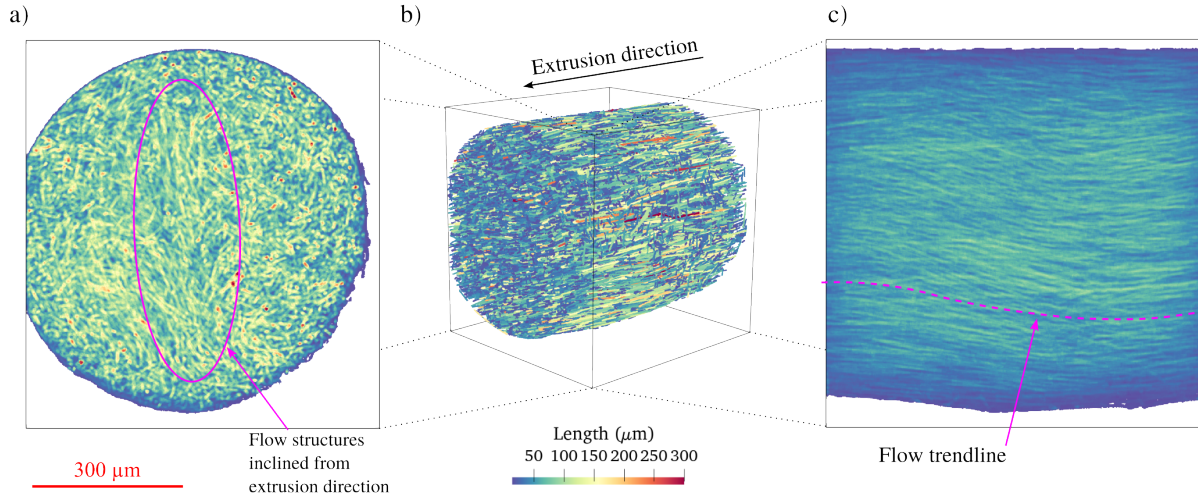 a)
b)
c)
Extrusion direction
Flow structures
inclined from
extrusion direction
300 μm
Length (μm)
50 100 150 200 250 300
Flow trendline